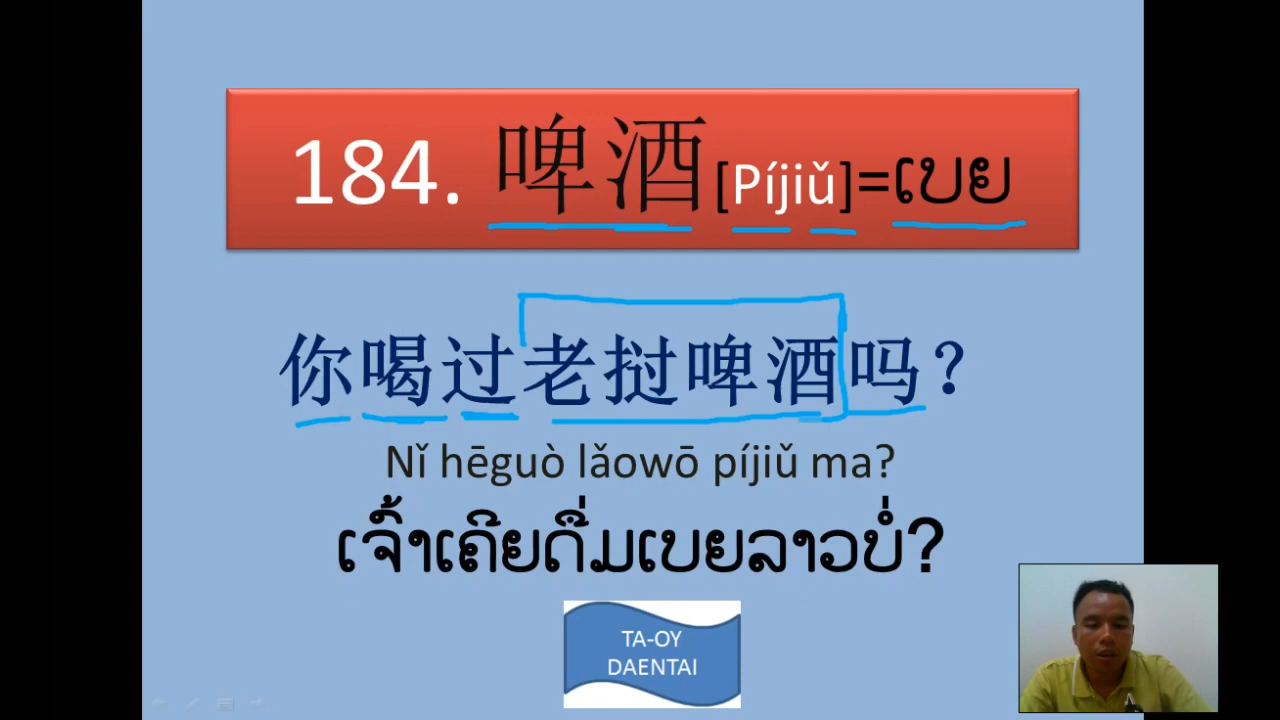 184. 啤酒[Píjiǔ]=ເບຍ
你喝过老挝啤酒吗？
Nǐ hēguò lǎowō píjiǔ ma?
ເຈົ້າເຄີຍດື່ມເບຍລາວບໍ່?
TA-OY
DAENTAI